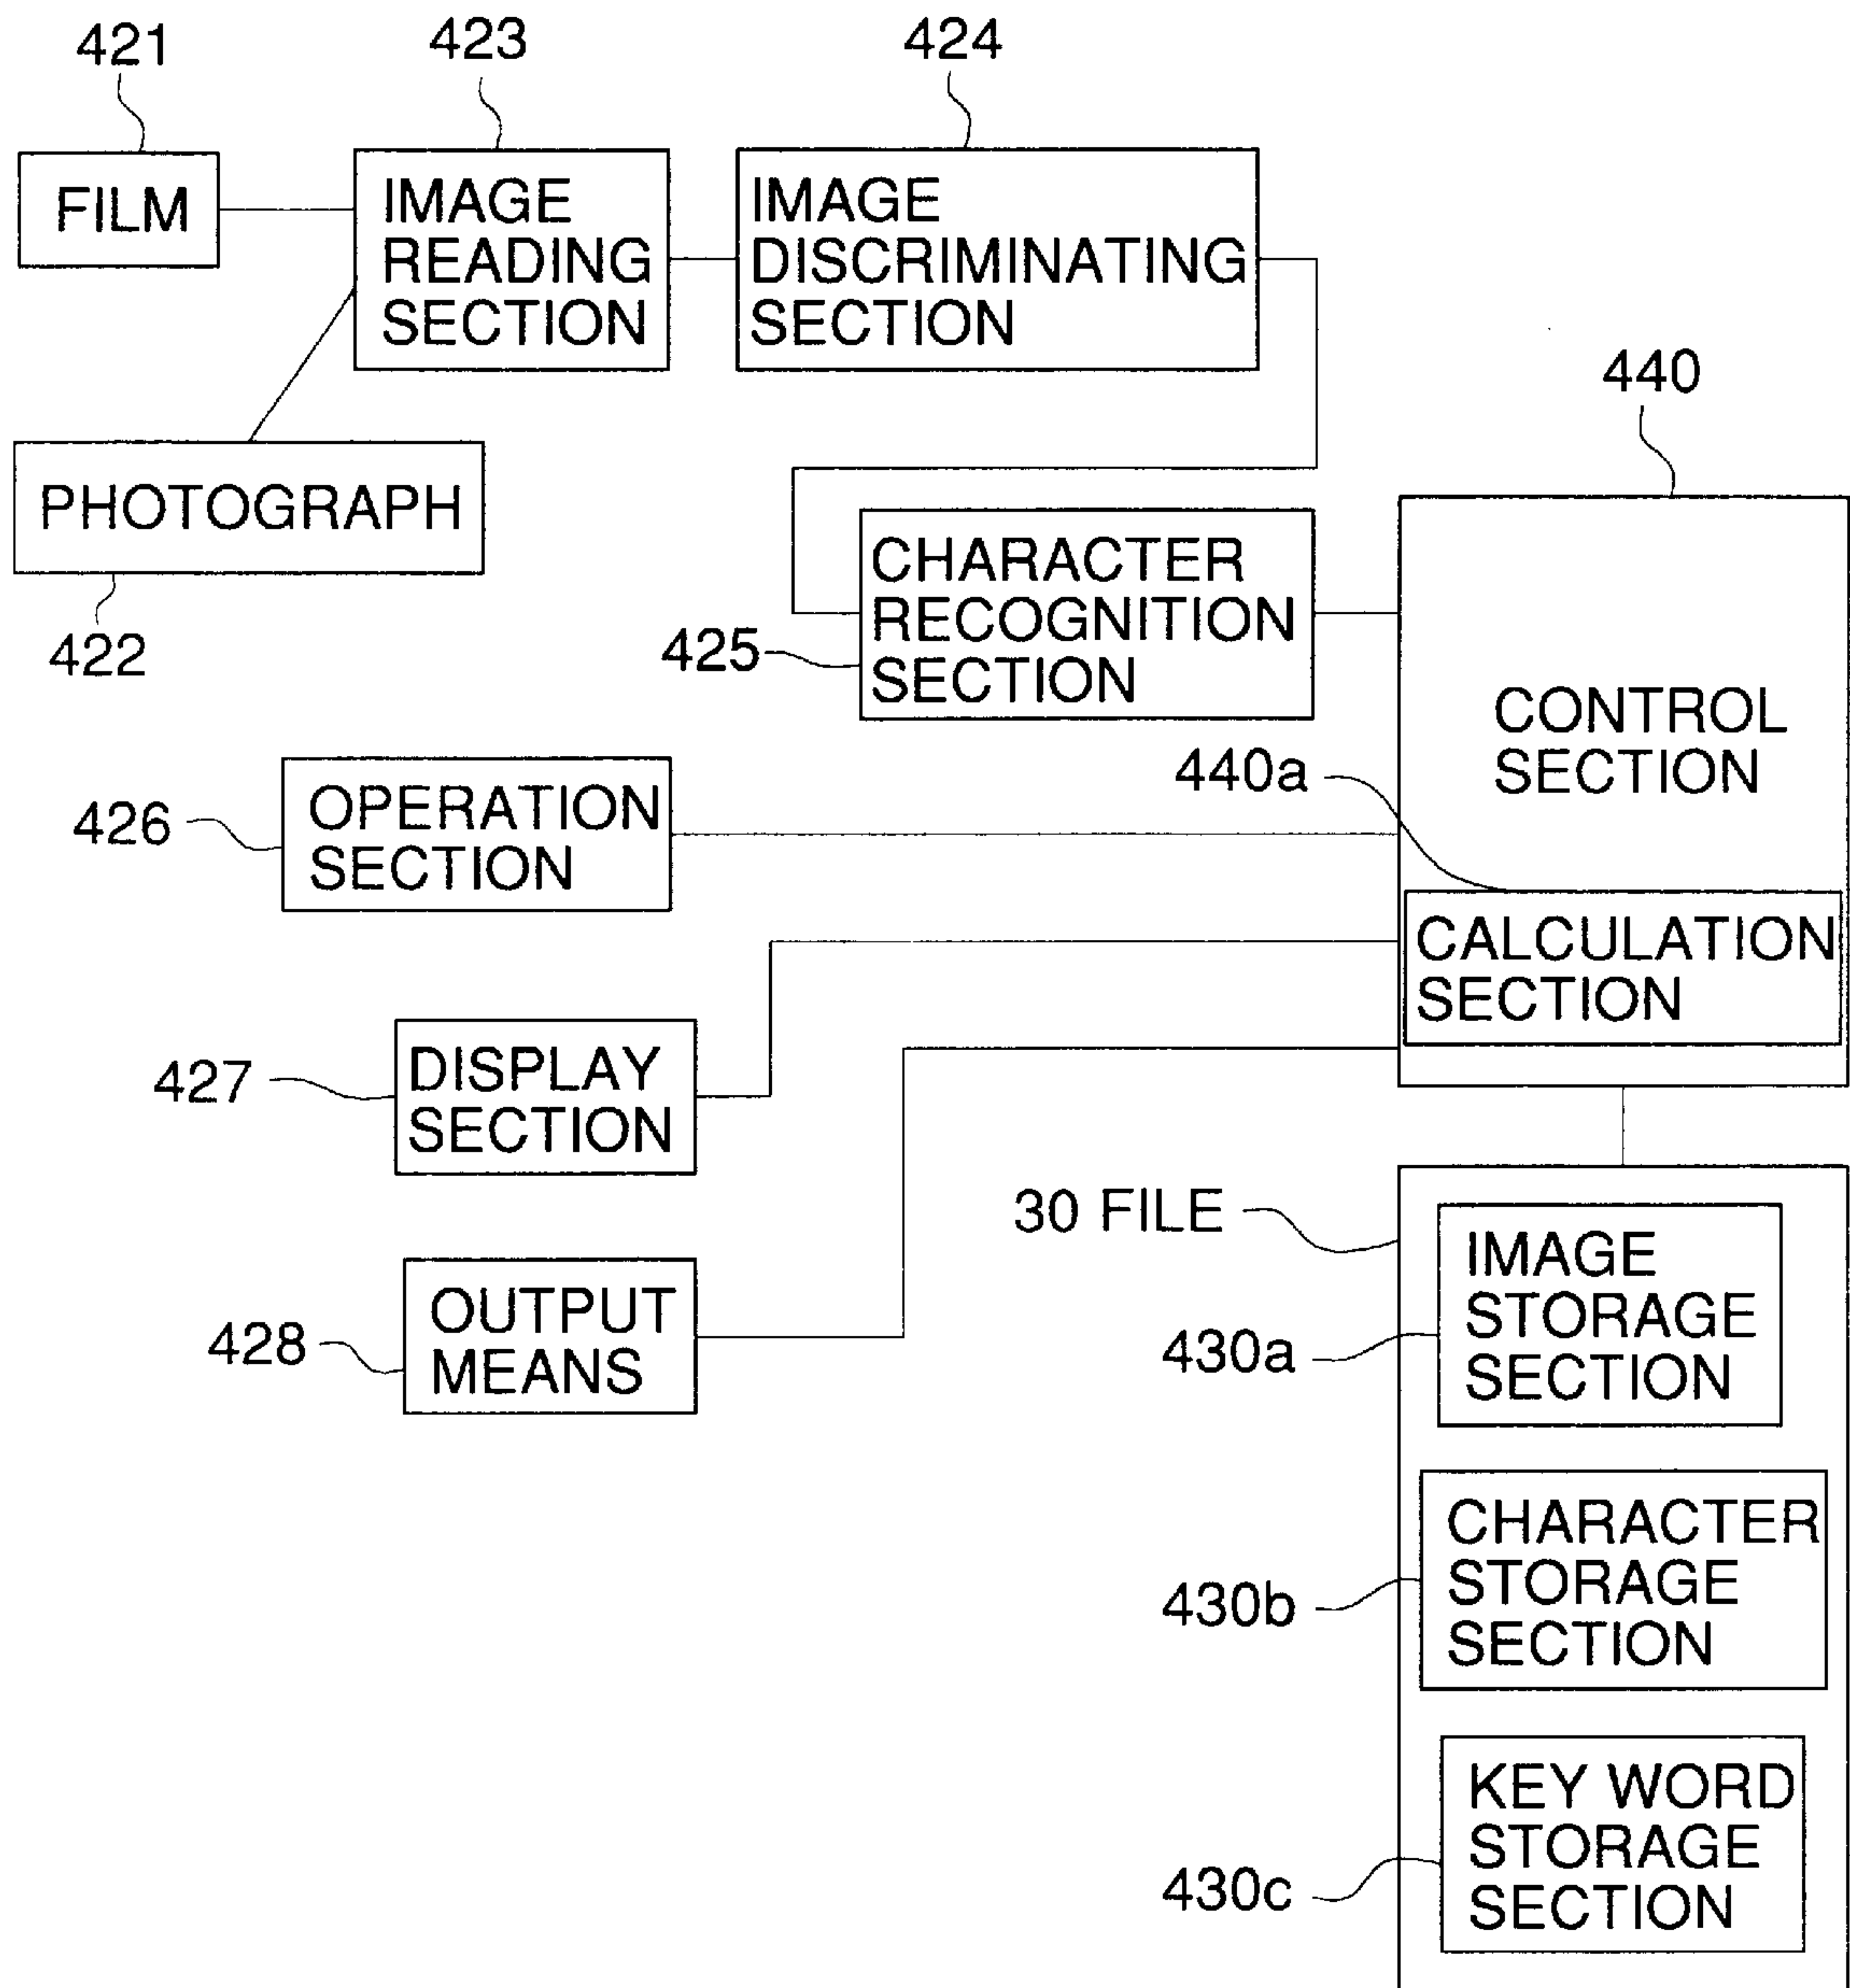 421
423
424
FILM
IMAGE
READING
SECTION
IMAGE
DISCRIMINATING
SECTION
440
PHOTOGRAPH
422
CHARACTER
RECOGNITION
SECTION
425
CONTROL
SECTION
440a
OPERATION
SECTION
426
CALCULATION
SECTION
DISPLAY
SECTION
427
30 FILE
IMAGE
STORAGE
SECTION
430a
OUTPUT
MEANS
428
CHARACTER
STORAGE
SECTION
430b
KEY WORD
STORAGE
SECTION
430c